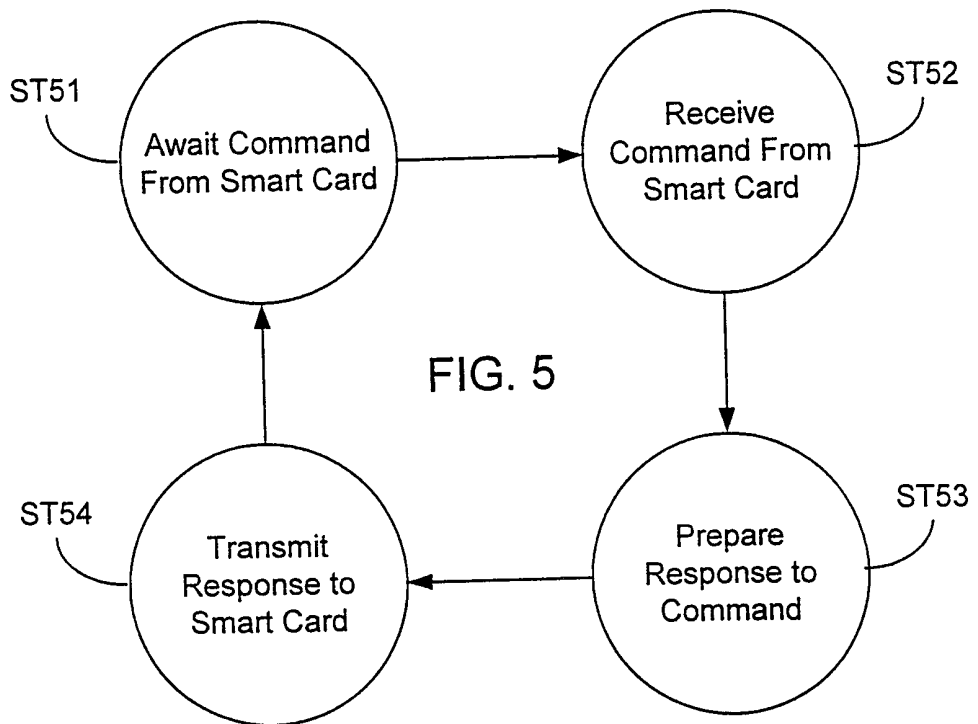 ST51
Await Command
From Smart Card
ST52
Receive
Command From
Smart Card
FIG. 5
ST54
Transmit
Response to
Smart Card
ST53
Prepare
Response to
Command